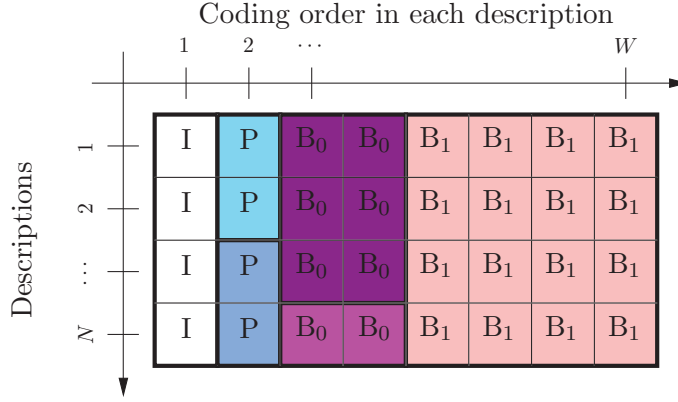 Coding order in each description
1 2 ··· W
Descriptions
1 I P B₀ B₀ B₁ B₁ B₁ B₁
2 I P B₀ B₀ B₁ B₁ B₁ B₁
··· I P B₀ B₀ B₁ B₁ B₁ B₁
N I P B₀ B₀ B₁ B₁ B₁ B₁